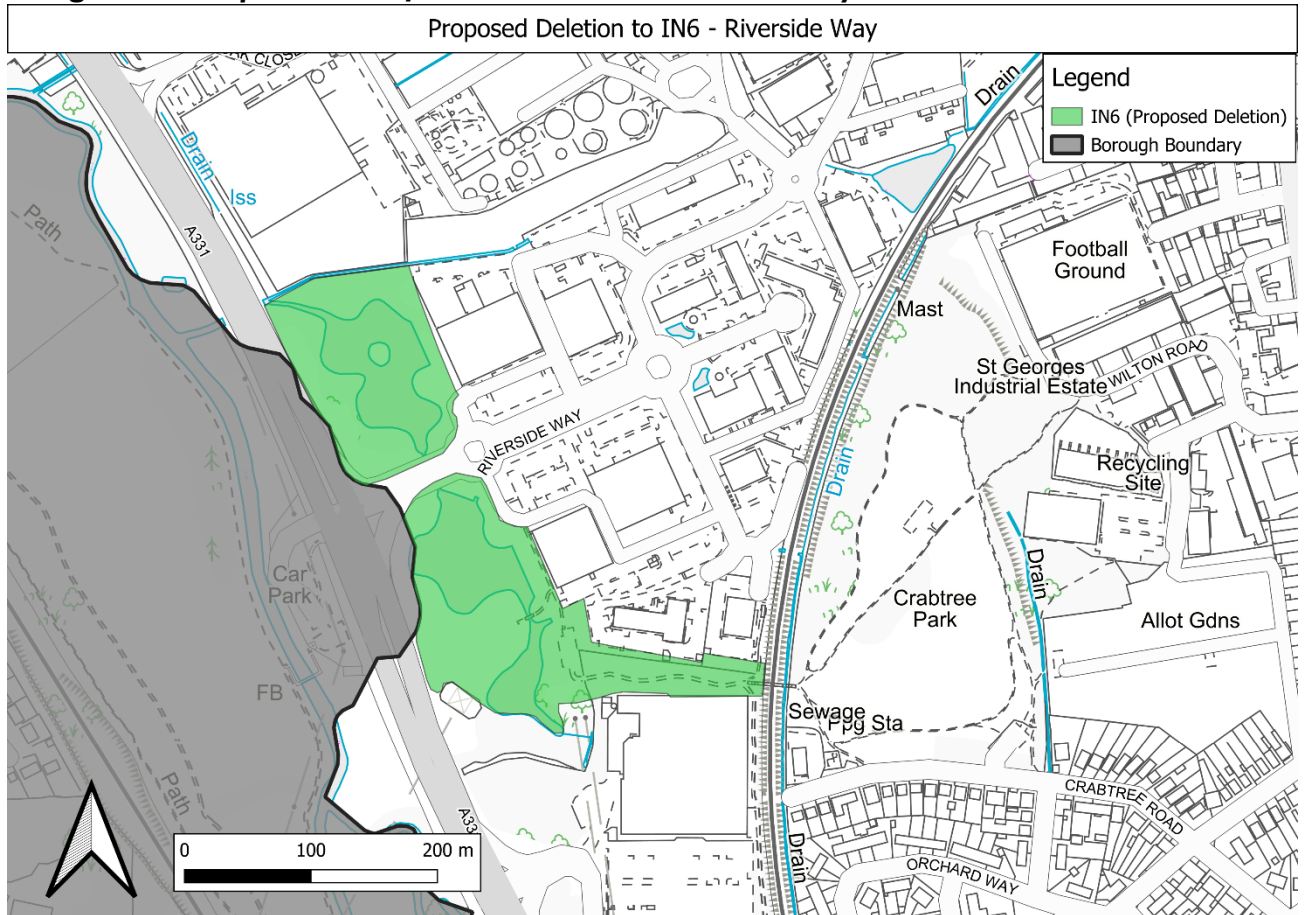 Proposed Deletion to IN6 - Riverside Way
Legend
IN6 (Proposed Deletion)
Borough Boundary
Drain
Drain
Iss
Path
A331
Football
Ground
Mast
St Georges
Industrial Estate
WILTON ROAD
RIVERSIDE WAY
Recycling
Site
Drain
Drain
Car
Park
Crabtree
Park
Allot Gdns
FB
Sewage
Ppg Sta
Path
CRABTREE ROAD
A33
Drain
ORCHARD WAY
0 100 200 m